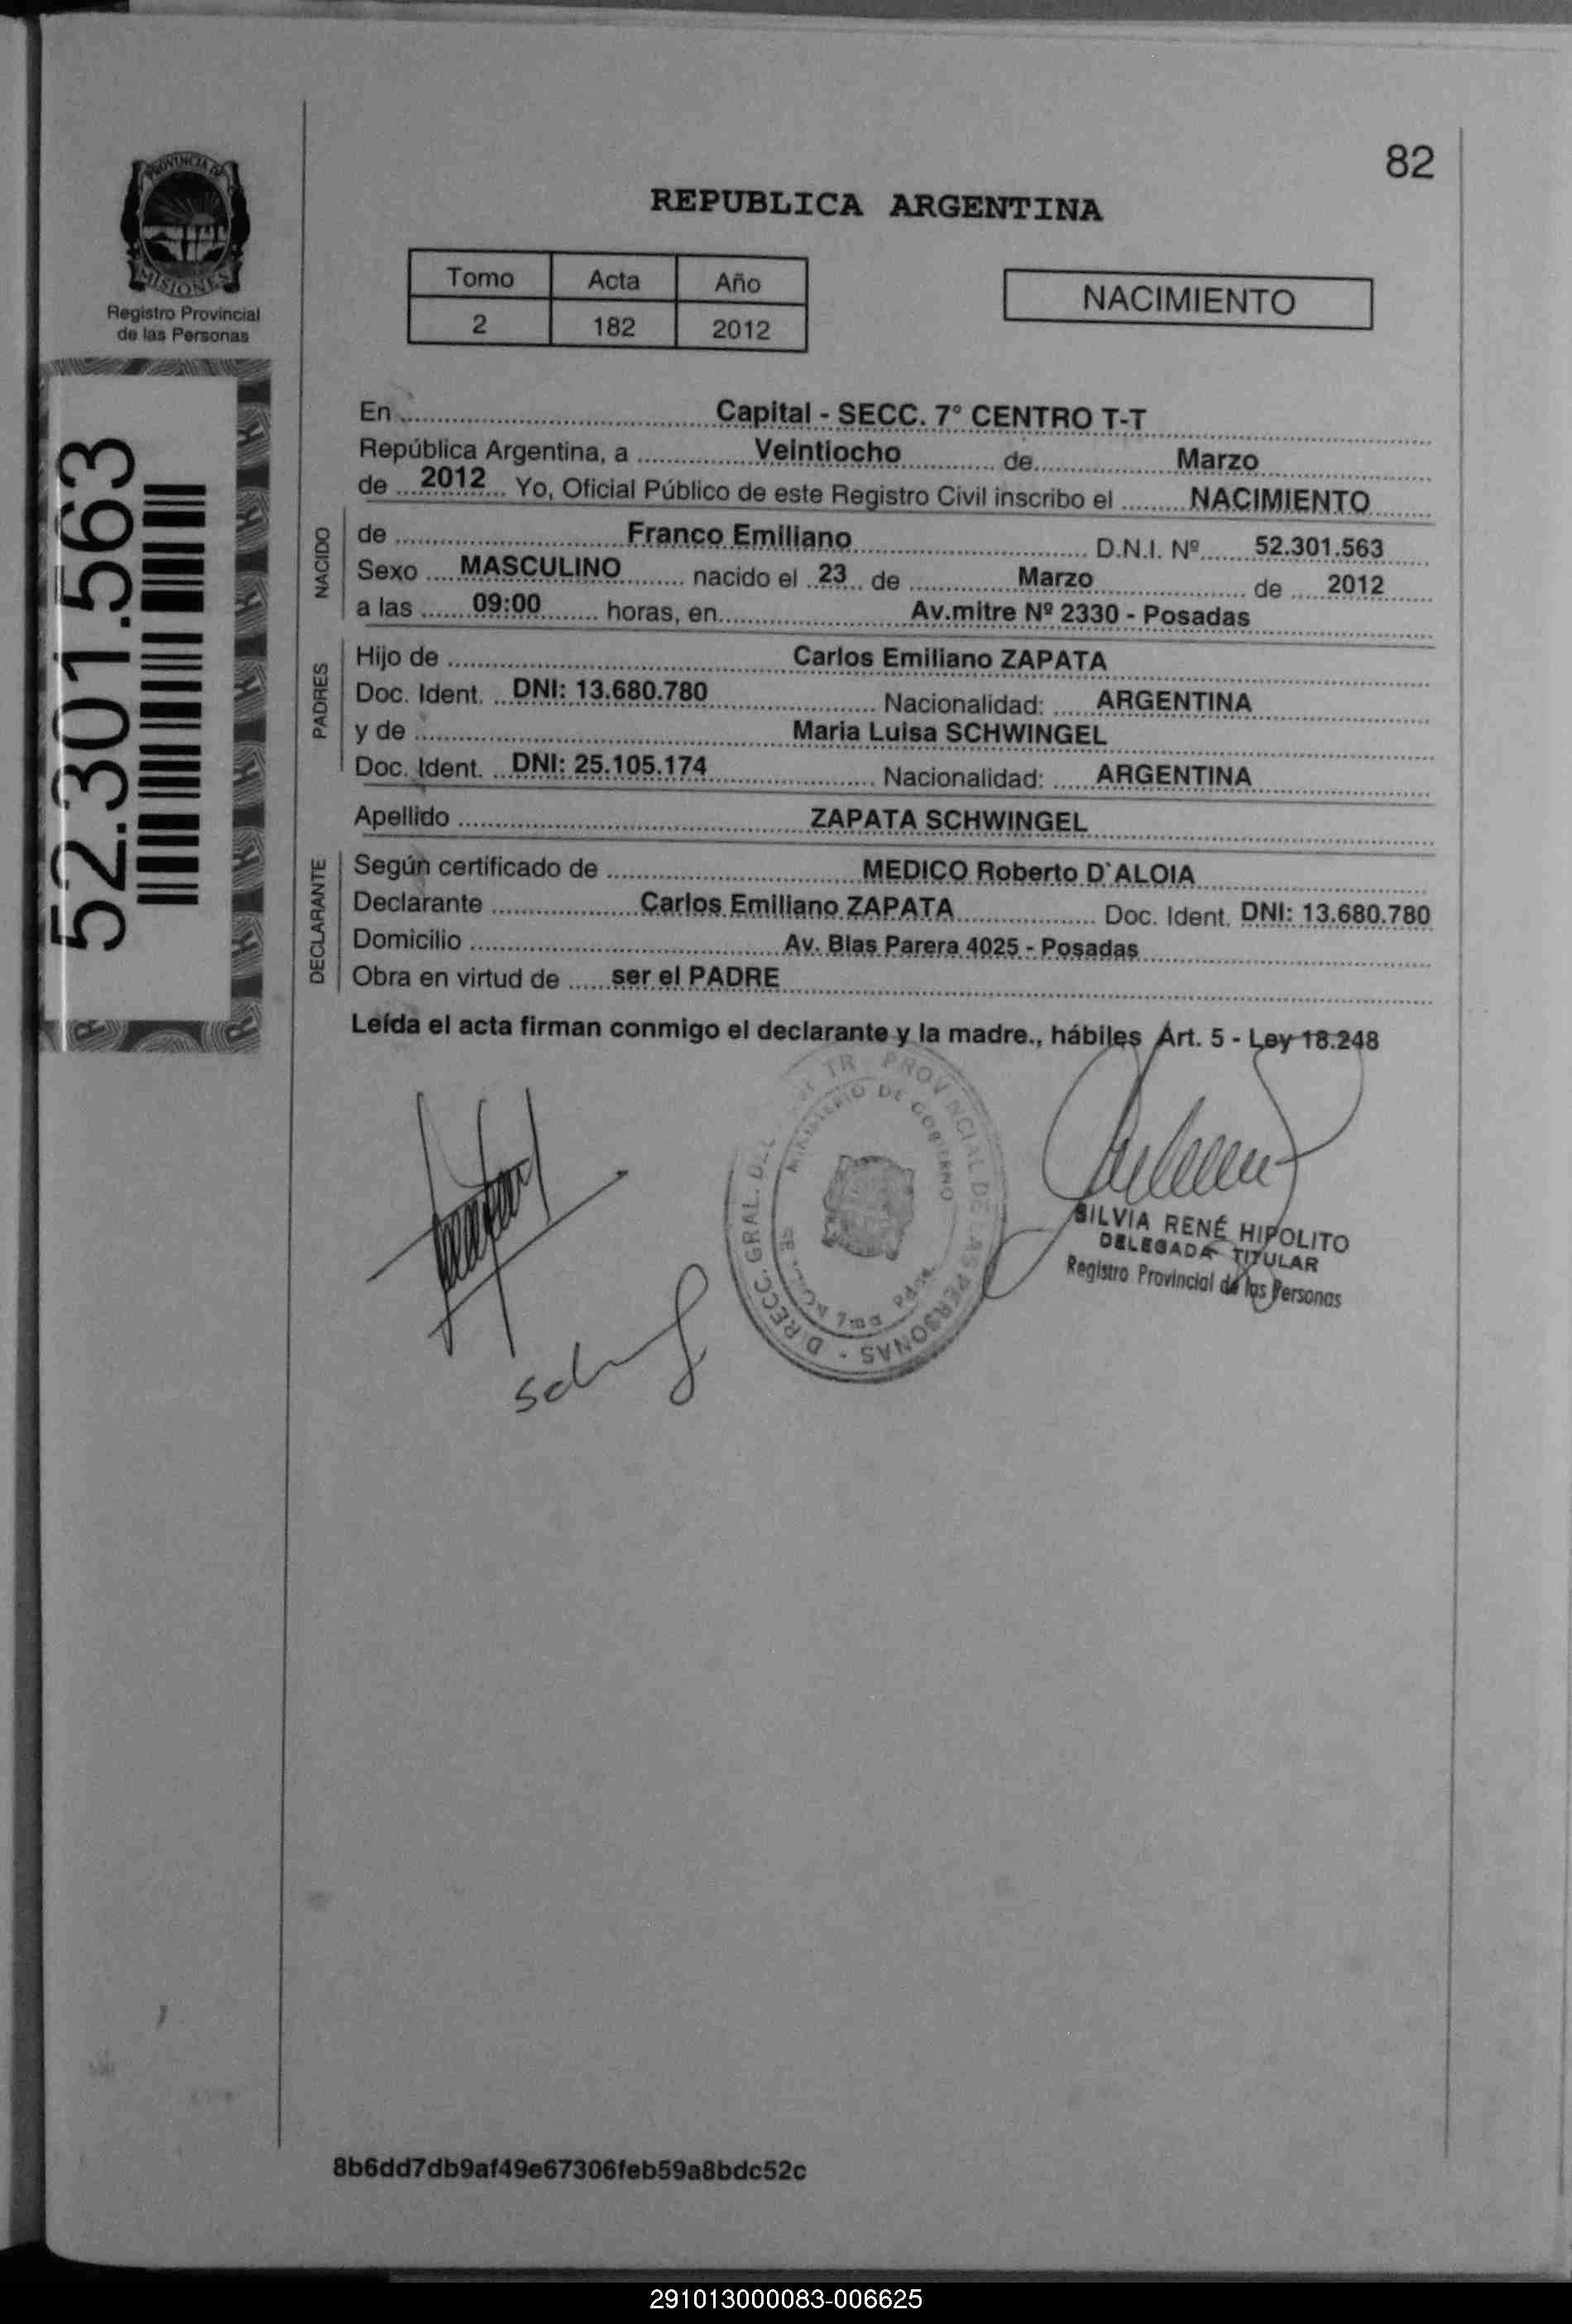 82
PROVINCIA DE
MISIONES
Registro Provincial
de las Personas
REPUBLICA ARGENTINA
Tomo Acta Año
2 182 2012
NACIMIENTO
52.301.563
En Capital - SECC. 7° CENTRO T-T
República Argentina, a Veintiocho de Marzo
de 2012 Yo, Oficial Público de este Registro Civil inscribo el NACIMIENTO
NACIDO
de Franco Emiliano D.N.I. Nº 52.301.563
Sexo MASCULINO nacido el 23 de Marzo de 2012
a las 09:00 horas, en Av.mitre Nº 2330 - Posadas
PADRES
Hijo de Carlos Emiliano ZAPATA
Doc. Ident. DNI: 13.680.780 Nacionalidad: ARGENTINA
y de Maria Luisa SCHWINGEL
Doc. Ident. DNI: 25.105.174 Nacionalidad: ARGENTINA
Apellido ZAPATA SCHWINGEL
DECLARANTE
Según certificado de MEDICO Roberto D`ALOIA
Declarante Carlos Emiliano ZAPATA Doc. Ident. DNI: 13.680.780
Domicilio Av. Blas Parera 4025 - Posadas
Obra en virtud de ser el PADRE
Leída el acta firman conmigo el declarante y la madre., hábiles Art. 5 - Ley 18.248
DIRECC. GRAL. DEL PROVINCIAL DE LAS PERSONAS -
MINISTERIO DE GOBIERNO
SILVIA RENÉ HIPOLITO
DELEGADA TITULAR
Registro Provincial de las Personas
8b6dd7db9af49e67306feb59a8bdc52c
291013000083-006625